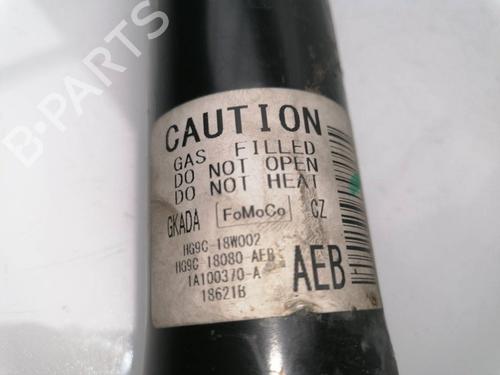 B-PARTS
CAUTION
GAS FILLED
DO NOT OPEN
DO NOT HEAT
GKADA FoMoCo CZ
HG9C-18W002
HG9C-18080-AEB AEB
1A100370-A
18621B